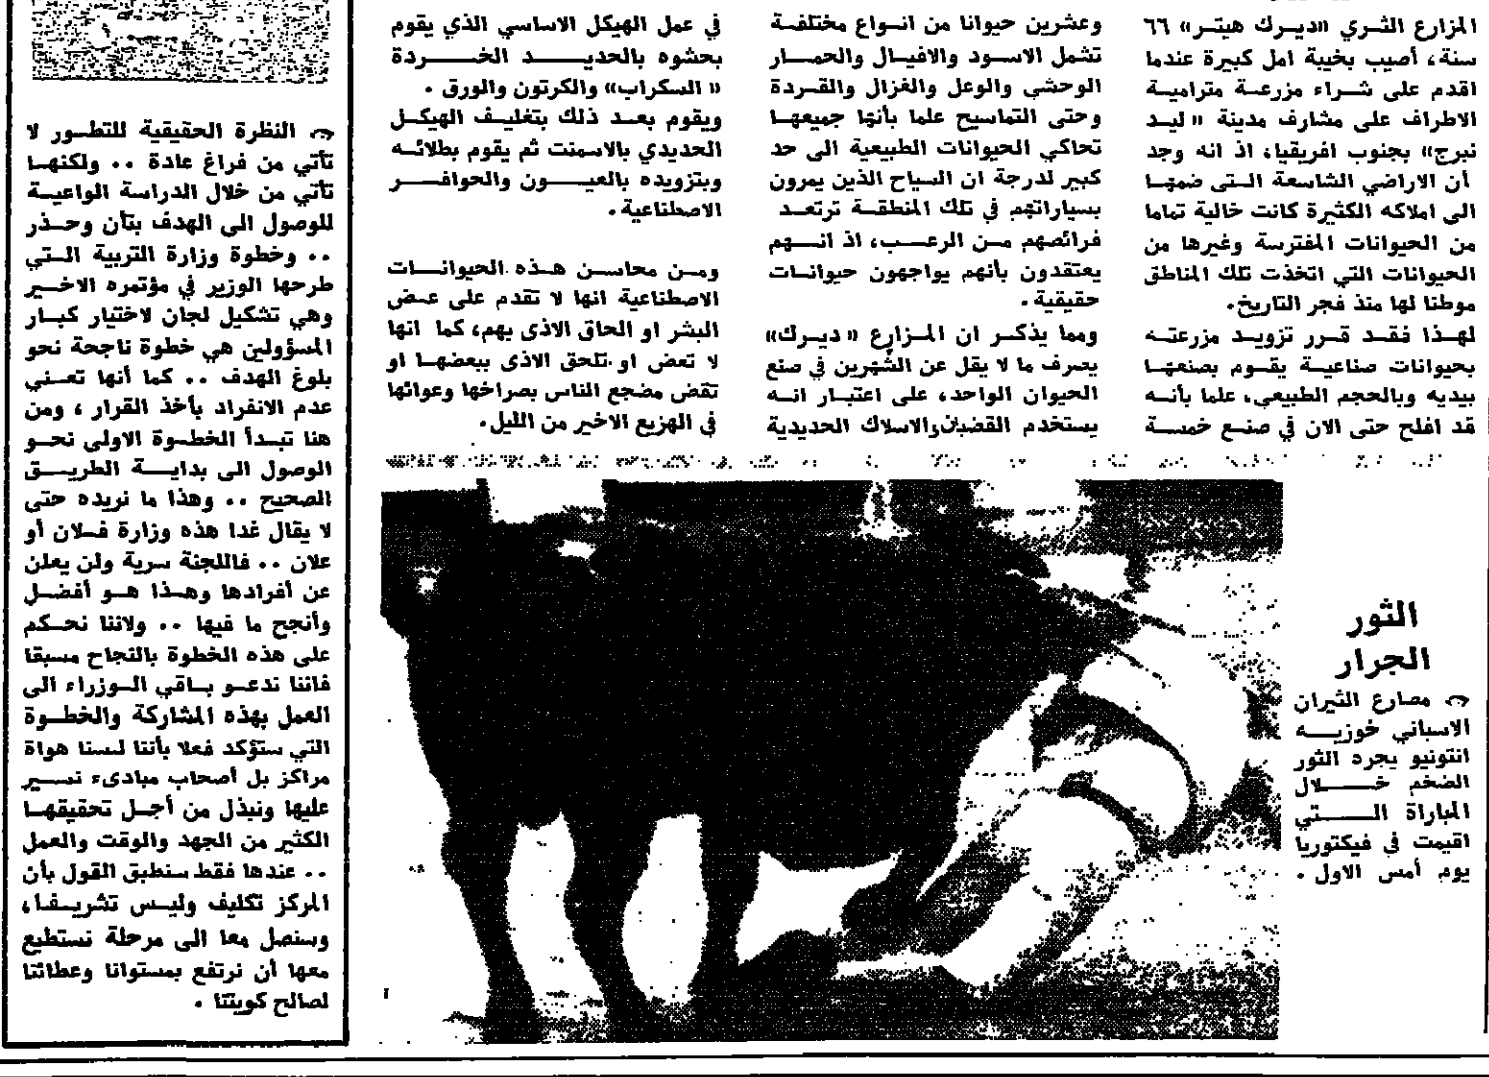 المزارع الثري «ديرك هيتر» ٦٦
سنة، أصيب بخيبة امل كبيرة عندما
اقدم على شراء مزرعة مترامية
الاطراف على مشارف مدينة « ليد
نبرج» بجنوب افريقيا، اذ انه وجد
أن الاراضي الشاسعة التى ضمها
الى املاكه الكثيرة كانت خالية تماما
من الحيوانات المفترسة وغيرها من
الحيوانات التي اتخذت تلك المناطق
موطنا لها منذ فجر التاريخ.
لهذا فقد قرر تزويد مزرعته
بحيوانات صناعية يقوم بصنعها
بيديه وبالحجم الطبيعي، علما بأنه
قد افلح حتى الان في صنع خمسة
وعشرين حيوانا من انواع مختلفة
تشمل الاسود والافيال والحمار
الوحشي والوعل والغزال والقردة
وحتى التماسيح علما بأنها جميعها
تحاكي الحيوانات الطبيعية الى حد
كبير لدرجة ان السياح الذين يمرون
بسياراتهم في تلك المنطقة ترتعد
فرائصهم من الرعب، اذ انهم
يعتقدون بأنهم يواجهون حيوانات
حقيقية .
ومما يذكر ان المزارع « ديرك»
يصرف ما لا يقل عن الشهرين في صنع
الحيوان الواحد، على اعتبار انه
يستخدم القضبان والاسلاك الحديدية
في عمل الهيكل الاساسي الذي يقوم
بحشوه بالحديد الخردة
« السكراب» والكرتون والورق .
ويقوم بعد ذلك بتغليف الهيكل
الحديدي بالاسمنت ثم يقوم بطلائه
وبتزويده بالعيون والحوافر
الاصطناعية .
ومن محاسن هذه الحيوانات
الاصطناعية انها لا تقدم على عض
البشر او الحاق الاذى بهم، كما انها
لا تعض او تلحق الاذى ببعضها او
تقض مضجع الناس بصراخها وعوائها
في الهزيع الاخير من الليل .
الثور
الجرار
مصارع الثيران
الاسباني خوزيه
انتونيو يجره الثور
الضخم خلال
المباراة التي
اقيمت في فيكتوريا
يوم أمس الاول .
النظرة الحقيقية للتطور لا
تأتي من فراغ عادة .. ولكنها
تأتي من خلال الدراسة الواعية
للوصول الى الهدف بتأن وحذر
.. وخطوة وزارة التربية التي
طرحها الوزير في مؤتمره الاخير
وهي تشكيل لجان لاختيار كبار
المسؤولين هي خطوة ناجحة نحو
بلوغ الهدف .. كما أنها تعني
عدم الانفراد بأخذ القرار ، ومن
هنا تبدأ الخطوة الاولى نحو
الوصول الى بداية الطريق
الصحيح .. وهذا ما نريده حتى
لا يقال غدا هذه وزارة فلان أو
علان .. فاللجنة سرية ولن يعلن
عن أفرادها وهذا هو أفضل
وأنجح ما فيها .. ولاننا نحكم
على هذه الخطوة بالنجاح مسبقا
فاننا ندعو باقي الوزراء الى
العمل بهذه المشاركة والخطوة
التي ستؤكد فعلا بأننا لسنا هواة
مراكز بل أصحاب مبادىء نسير
عليها ونبذل من أجل تحقيقها
الكثير من الجهد والوقت والعمل
.. عندها فقط سنطبق القول بأن
المركز تكليف وليس تشريفا،
وسنصل معا الى مرحلة نستطيع
معها أن نرتفع بمستوانا وعطائنا
لصالح كويتنا .